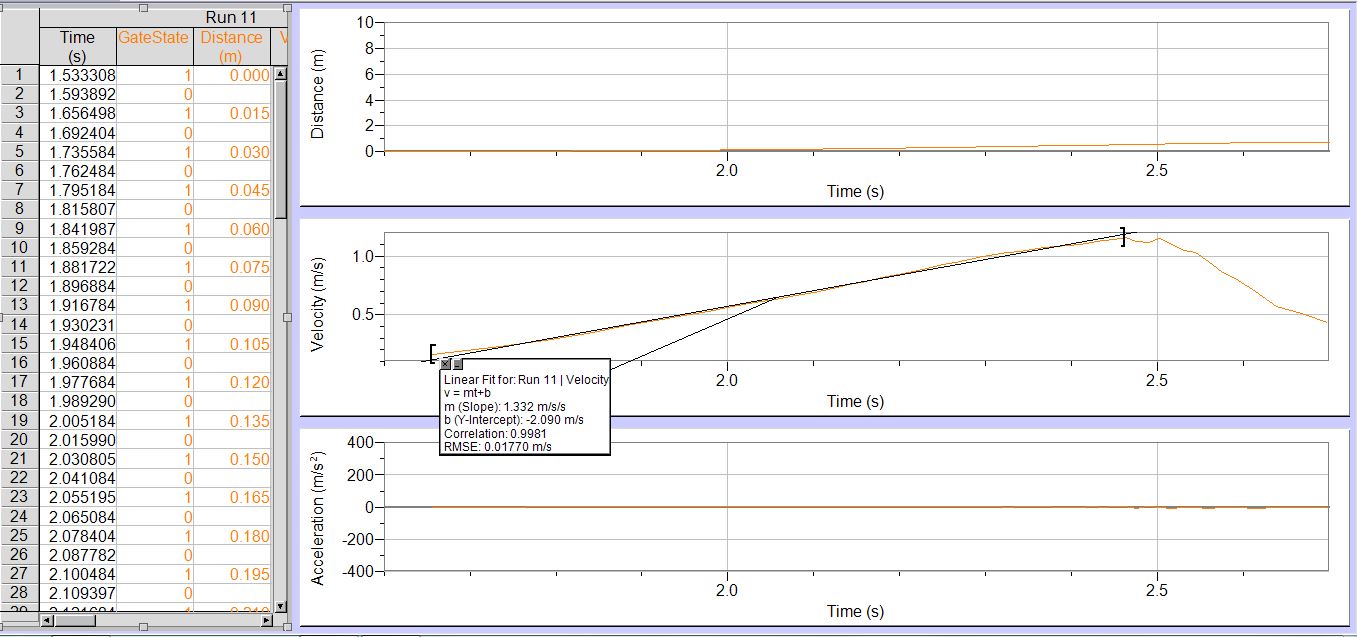 Run 11
Time GateState Distance V
(s) (m)
1 1.533308 1 0.000
2 1.593892 0
3 1.656498 1 0.015
4 1.692404 0
5 1.735584 1 0.030
6 1.762484 0
7 1.795184 1 0.045
8 1.815807 0
9 1.841987 1 0.060
10 1.859284 0
11 1.881722 1 0.075
12 1.896884 0
13 1.916784 1 0.090
14 1.930231 0
15 1.948406 1 0.105
16 1.960884 0
17 1.977684 1 0.120
18 1.989290 0
19 2.005184 1 0.135
20 2.015990 0
21 2.030805 1 0.150
22 2.041084 0
23 2.055195 1 0.165
24 2.065084 0
25 2.078404 1 0.180
26 2.087782 0
27 2.100484 1 0.195
28 2.109397 0
Distance (m)
10
8
6
4
2
0
2.0 2.5
Time (s)
Velocity (m/s)
1.0
0.5
Linear Fit for: Run 11 | Velocity
v = mt+b
m (Slope): 1.332 m/s/s
b (Y-Intercept): -2.090 m/s
Correlation: 0.9981
RMSE: 0.01770 m/s
2.0 2.5
Time (s)
Acceleration (m/s²)
400
200
0
-200
-400
2.0 2.5
Time (s)